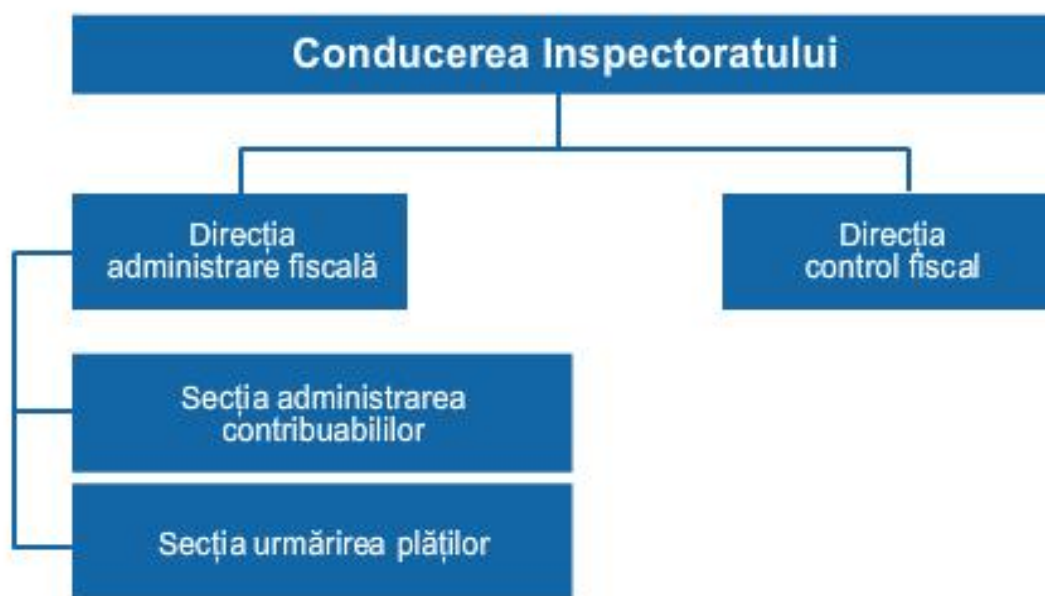 Conducerea Inspectoratului
Direcția
administrare fiscală
Direcția
control fiscal
Secția administrarea
contribuabililor
Secția urmărirea plăților